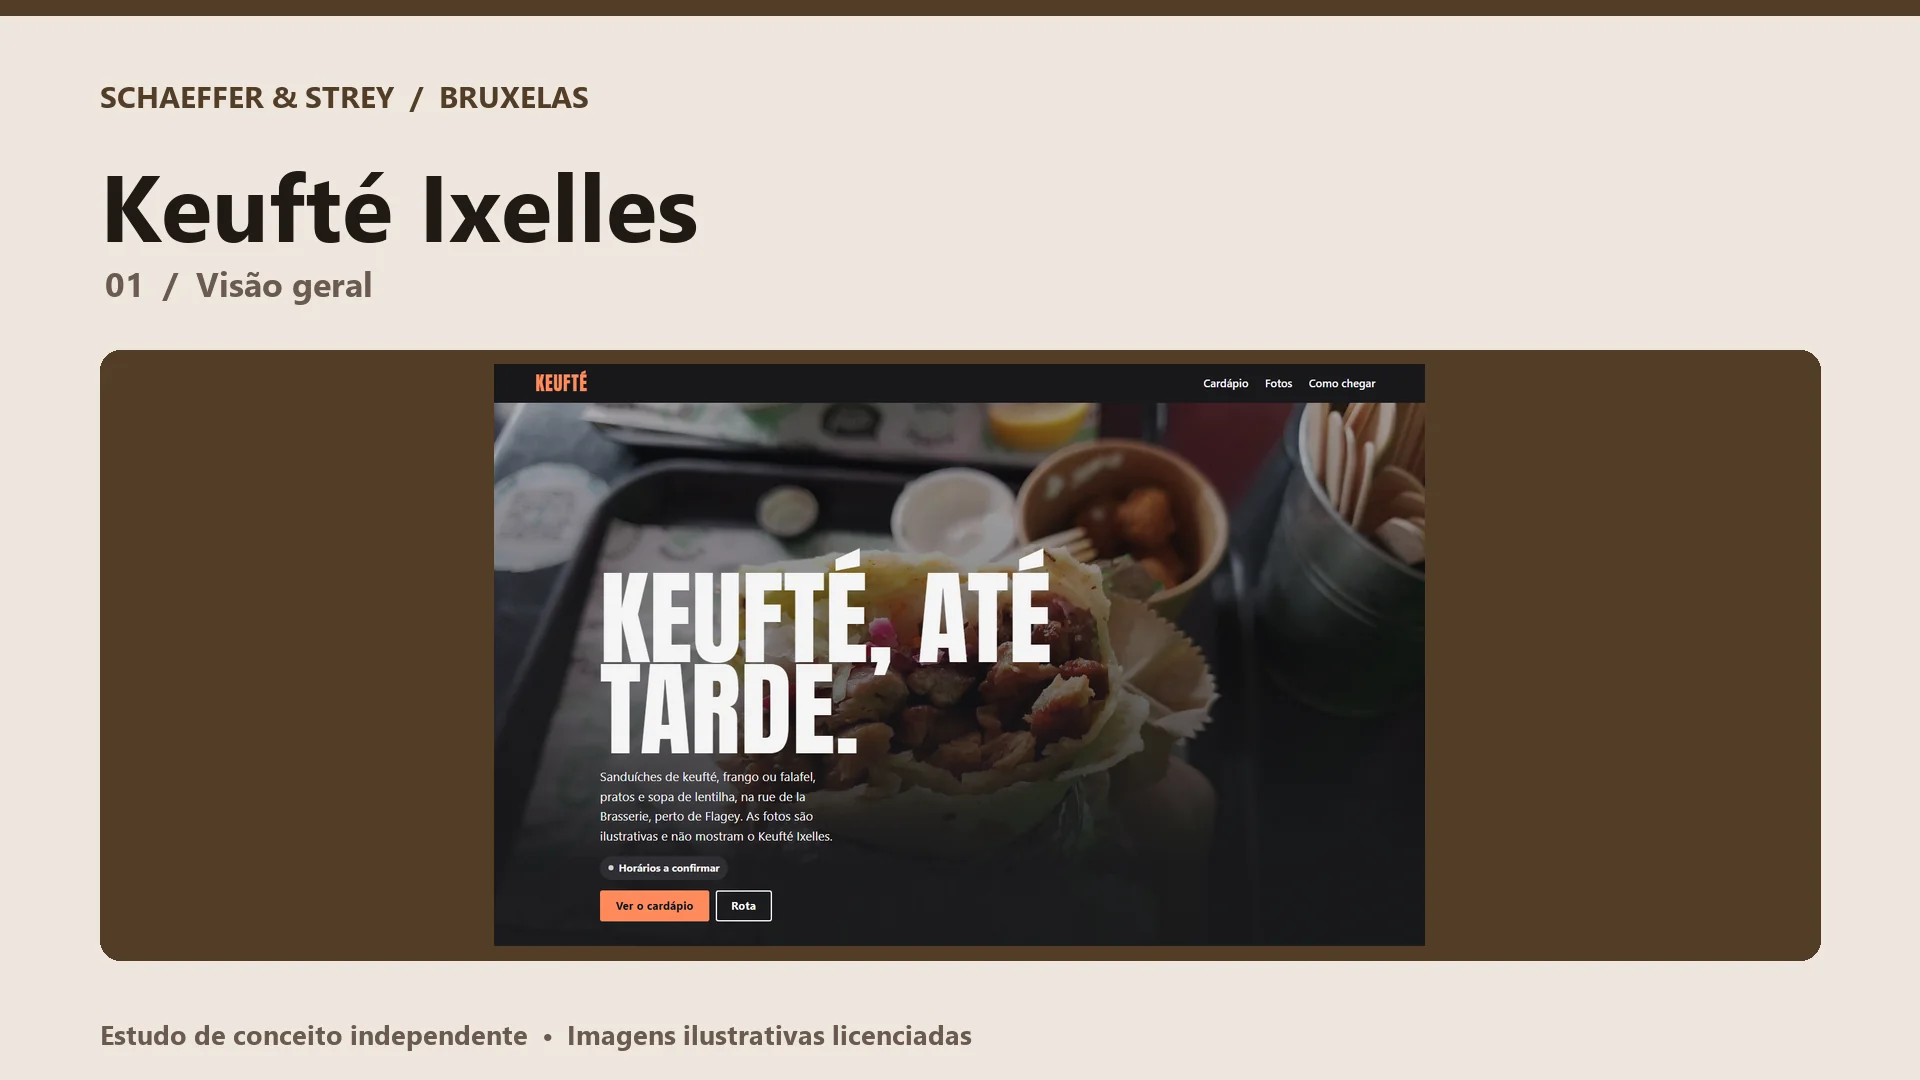 SCHAEFFER & STREY / BRUXELAS
Keufté Ixelles
01 / Visão geral
KEUFTÉ
Cardápio Fotos Como chegar
KEUFTÉ, ATÉ
TARDE.
Sanduíches de keufté, frango ou falafel,
pratos e sopa de lentilha, na rue de la
Brasserie, perto de Flagey. As fotos são
ilustrativas e não mostram o Keufté Ixelles.
Horários a confirmar
Ver o cardápio Rota
Estudo de conceito independente • Imagens ilustrativas licenciadas